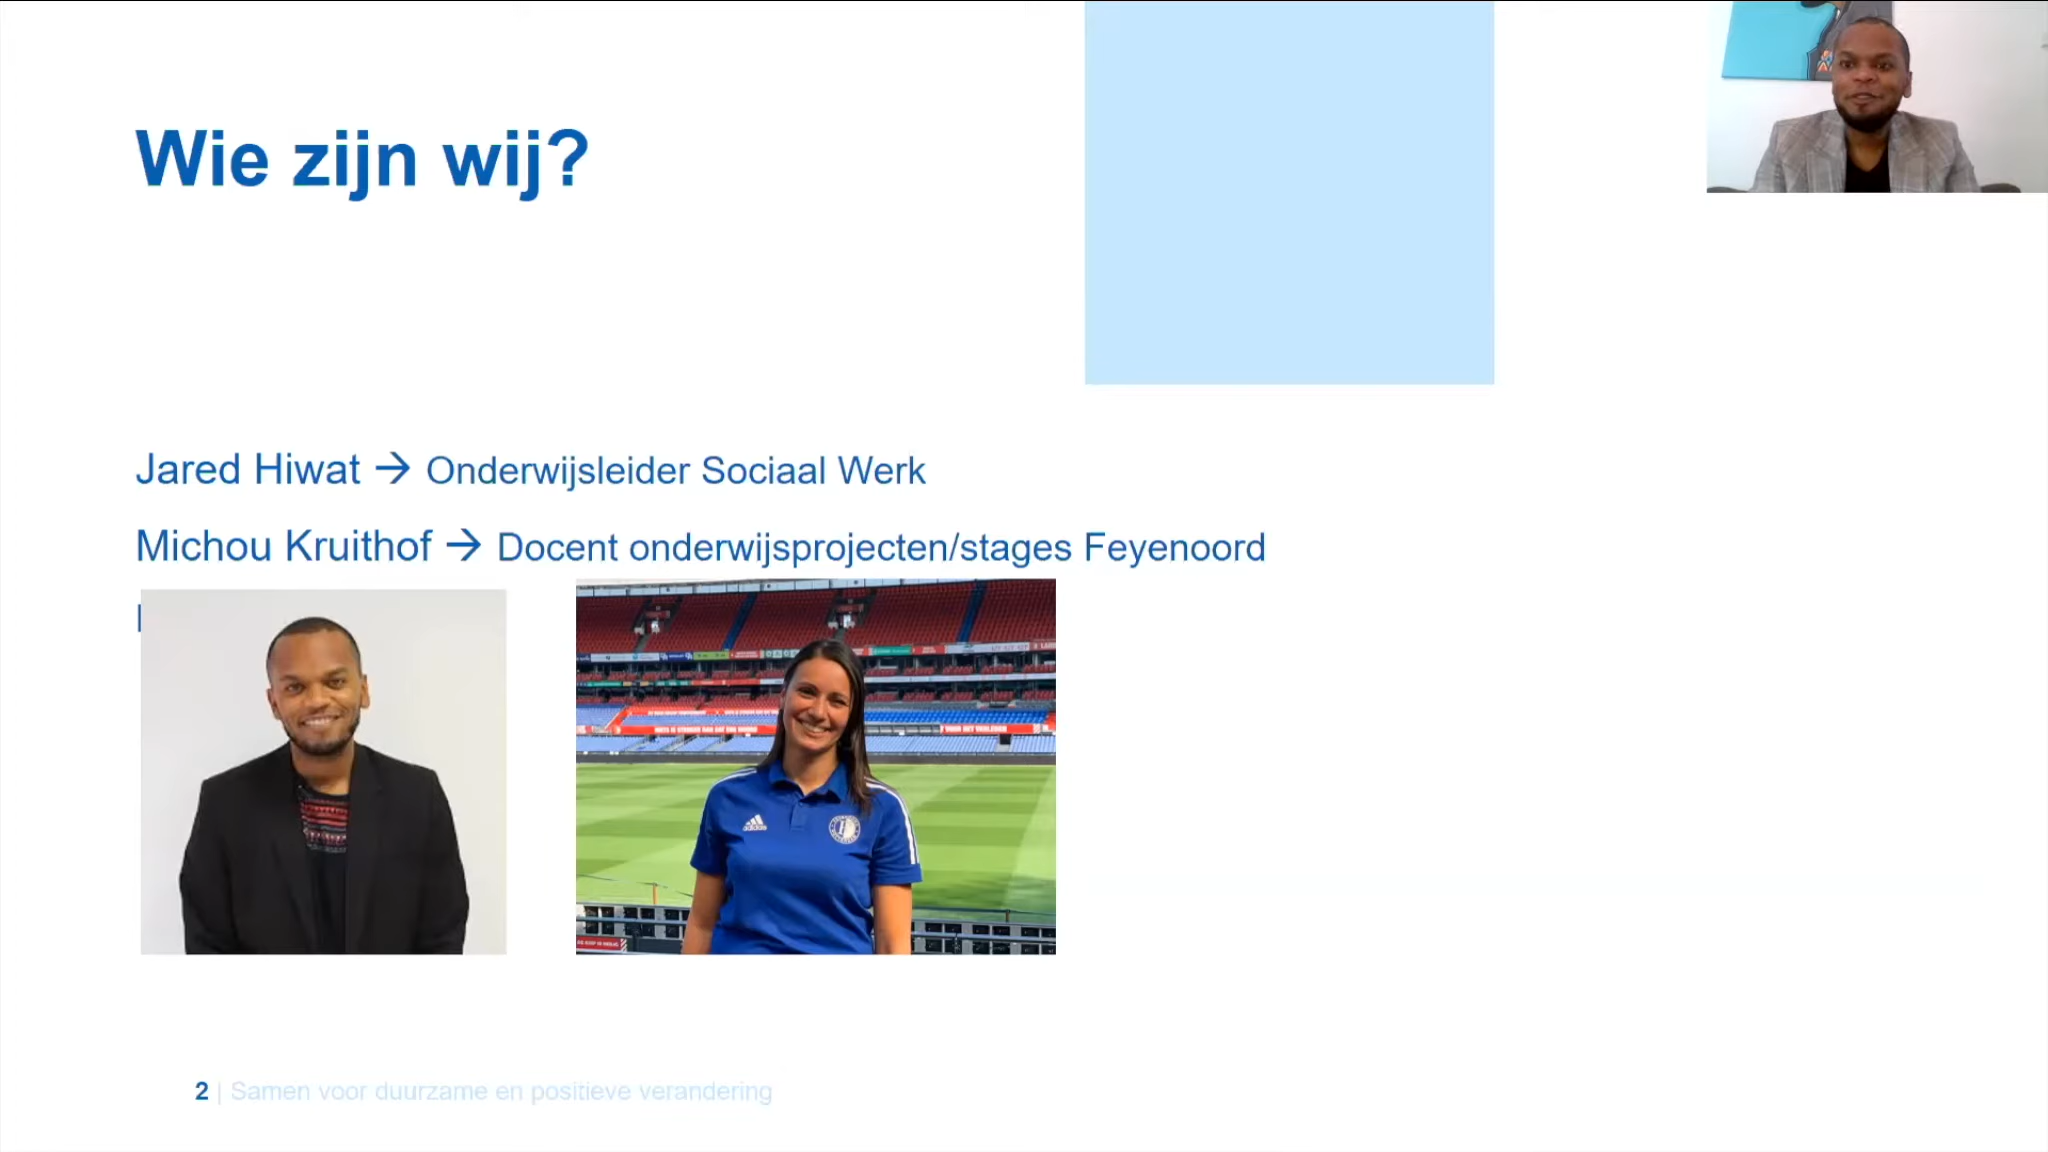 Wie zijn wij?
Jared Hiwat → Onderwijsleider Sociaal Werk
Michou Kruithof → Docent onderwijsprojecten/stages Feyenoord
adidas
2 | Samen voor duurzame en positieve verandering